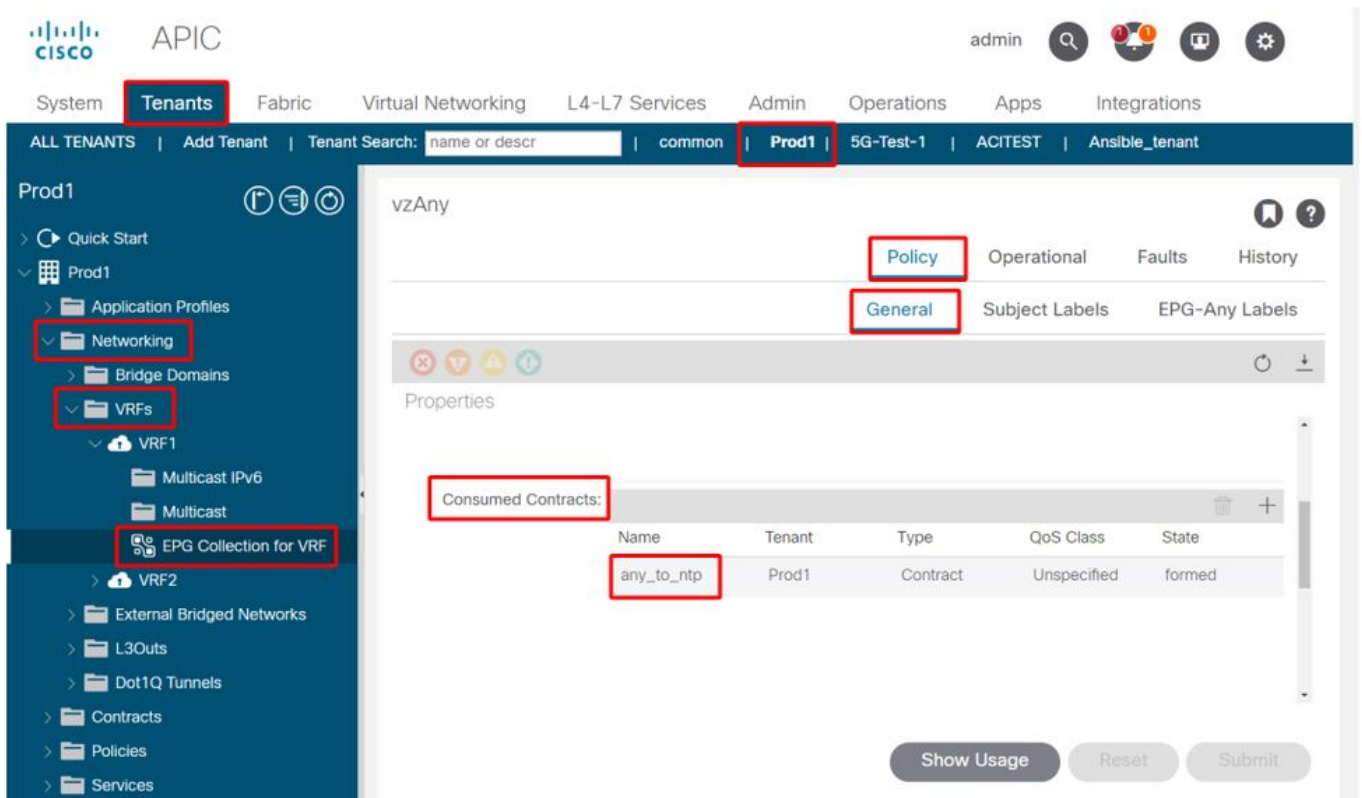 CISCO
APIC
admin
1
1
System Tenants Fabric Virtual Networking L4-L7 Services Admin Operations Apps Integrations
ALL TENANTS | Add Tenant | Tenant Search: name or descr | common | Prod1 | 5G-Test-1 | ACITEST | Ansible_tenant
Prod1
Quick Start
Prod1
Application Profiles
Networking
Bridge Domains
VRFs
VRF1
Multicast IPv6
Multicast
EPG Collection for VRF
VRF2
External Bridged Networks
L3Outs
Dot1Q Tunnels
Contracts
Policies
Services
vzAny
Policy Operational Faults History
General Subject Labels EPG-Any Labels
Properties
Consumed Contracts:
Name Tenant Type QoS Class State
any_to_ntp Prod1 Contract Unspecified formed
Show Usage Reset Submit